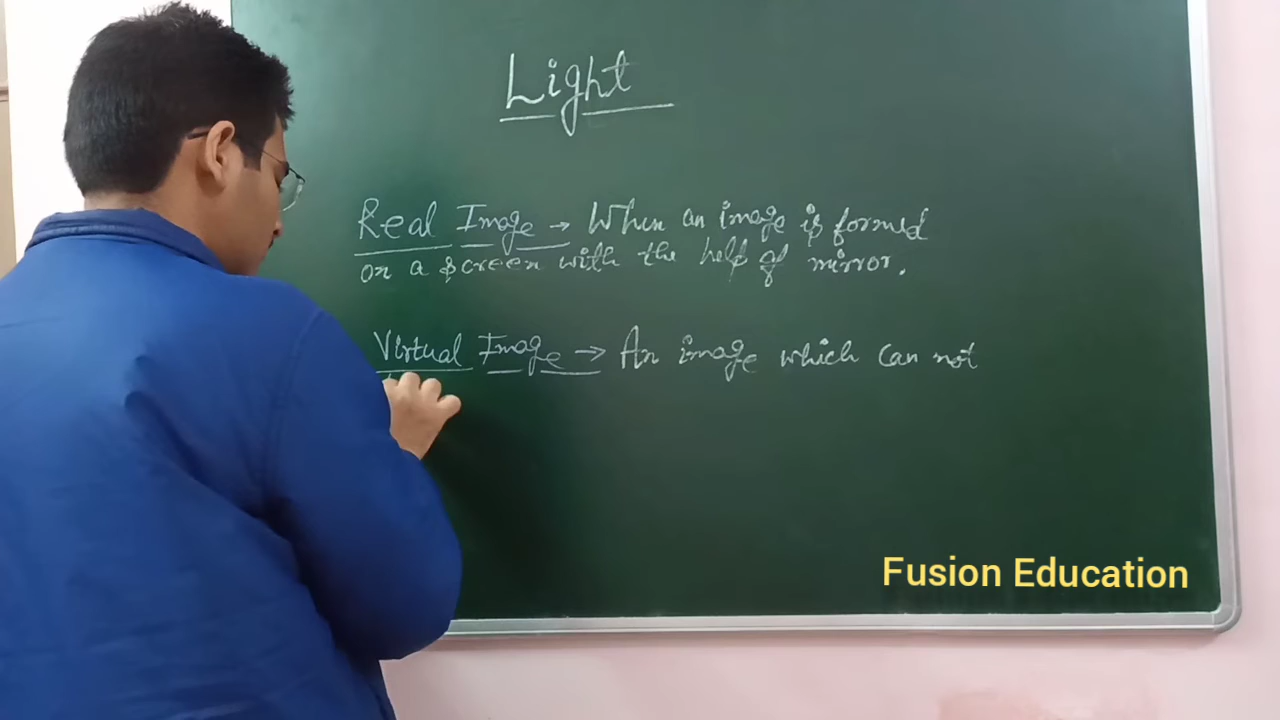 Light
Real Image → When an image is formed
on a screen with the help of mirror.
Virtual Image → An image which can not
Fusion Education